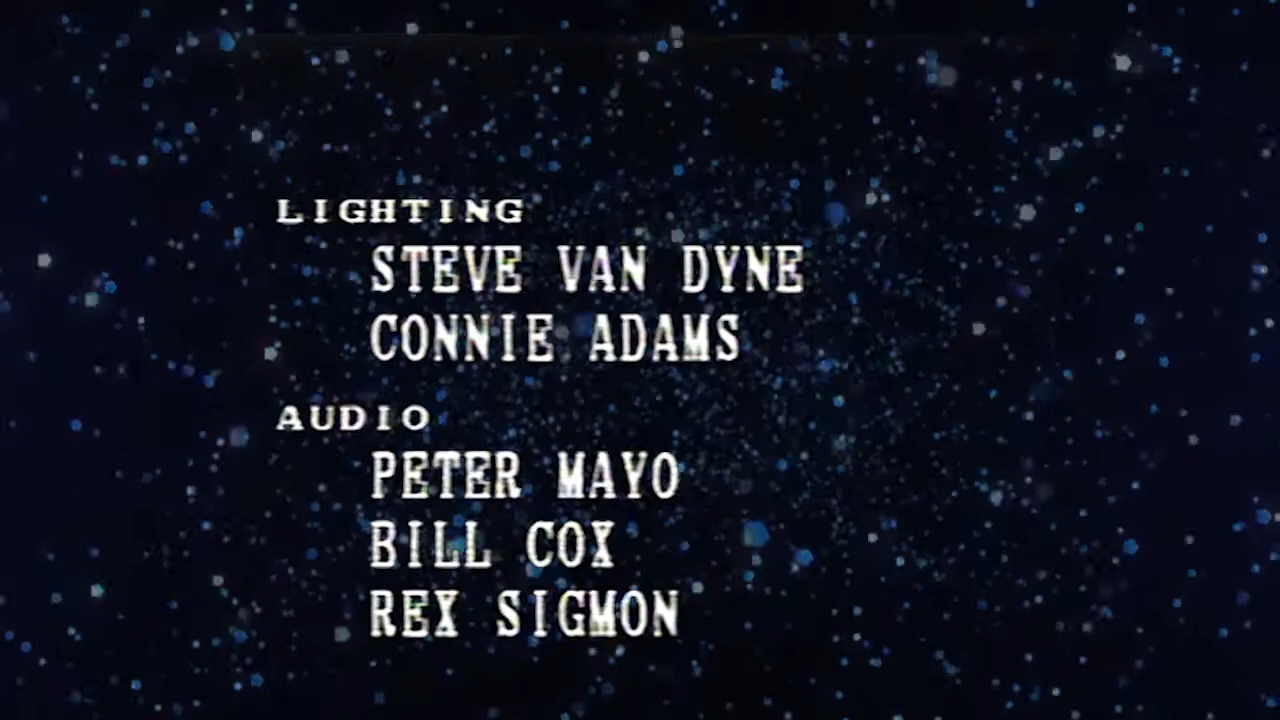 LIGHTING
STEVE VAN DYNE
CONNIE ADAMS
AUDIO
PETER MAYO
BILL COX
REX SIGMON